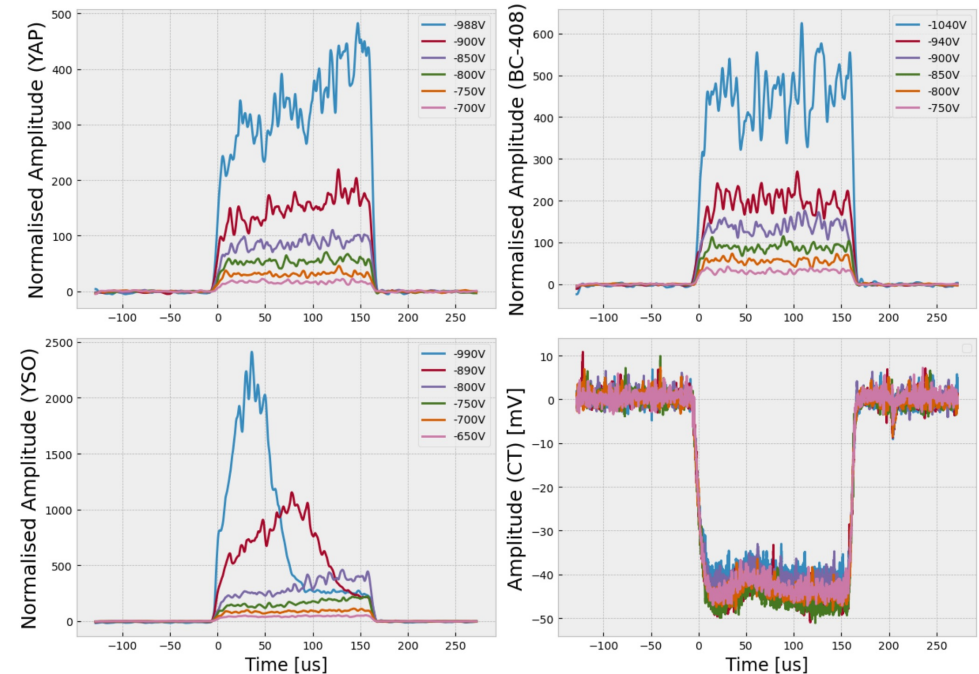 Normalised Amplitude (YAP)
500
400
300
200
100
0
-988V
-900V
-850V
-800V
-750V
-700V
−100
−50
0
50
100
150
200
250
Normalised Amplitude (BC-408)
600
500
400
300
200
100
0
-1040V
-940V
-900V
-850V
-800V
-750V
−100
−50
0
50
100
150
200
250
Normalised Amplitude (YSO)
2500
2000
1500
1000
500
0
-990V
-890V
-800V
-750V
-700V
-650V
−100
−50
0
50
100
150
200
250
Time [us]
Amplitude (CT) [mV]
10
0
−10
−20
−30
−40
−50
−100
−50
0
50
100
150
200
250
Time [us]